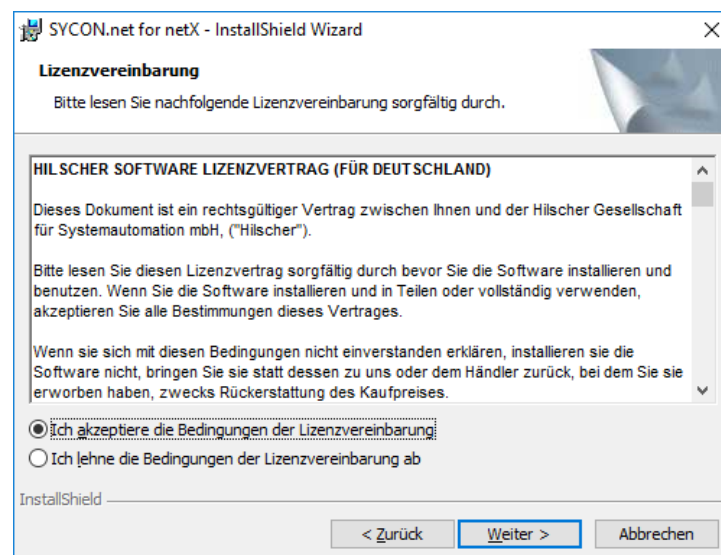 SYCON.net for netX - InstallShield Wizard
Lizenzvereinbarung
Bitte lesen Sie nachfolgende Lizenzvereinbarung sorgfältig durch.
HILSCHER SOFTWARE LIZENZVERTRAG (FÜR DEUTSCHLAND)
Dieses Dokument ist ein rechtsgültiger Vertrag zwischen Ihnen und der Hilscher Gesellschaft
für Systemautomation mbH, ("Hilscher").
Bitte lesen Sie diesen Lizenzvertrag sorgfältig durch bevor Sie die Software installieren und
benutzen. Wenn Sie die Software installieren und in Teilen oder vollständig verwenden,
akzeptieren Sie alle Bestimmungen dieses Vertrages.
Wenn sie sich mit diesen Bedingungen nicht einverstanden erklären, installieren sie die
Software nicht, bringen Sie sie statt dessen zu uns oder dem Händler zurück, bei dem Sie sie
erworben haben, zwecks Rückerstattung des Kaufpreises.
Ich akzeptiere die Bedingungen der Lizenzvereinbarung
Ich lehne die Bedingungen der Lizenzvereinbarung ab
InstallShield
< Zurück Weiter > Abbrechen